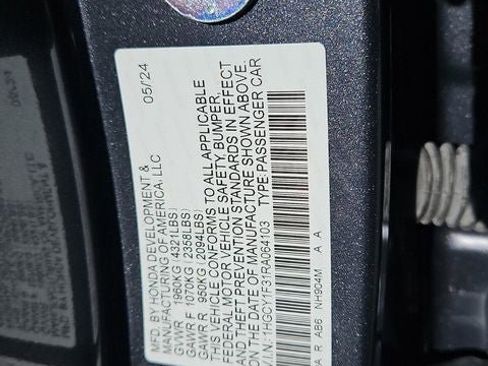 MFD. BY HONDA DEVELOPMENT &
MANUFACTURING OF AMERICA, LLC
05/24
GVWR 1960KG (4321LBS)
GAWR F 1070KG (2358LBS)
GAWR R 950KG (2094LBS)
THIS VEHICLE CONFORMS TO ALL APPLICABLE
FEDERAL MOTOR VEHICLE SAFETY, BUMPER,
AND THEFT PREVENTION STANDARDS IN EFFECT
ON THE DATE OF MANUFACTURE SHOWN ABOVE.
V.I.N.: 1HGCY1F31RA064103 TYPE: PASSENGER CAR
A R AB6 NH904M A A